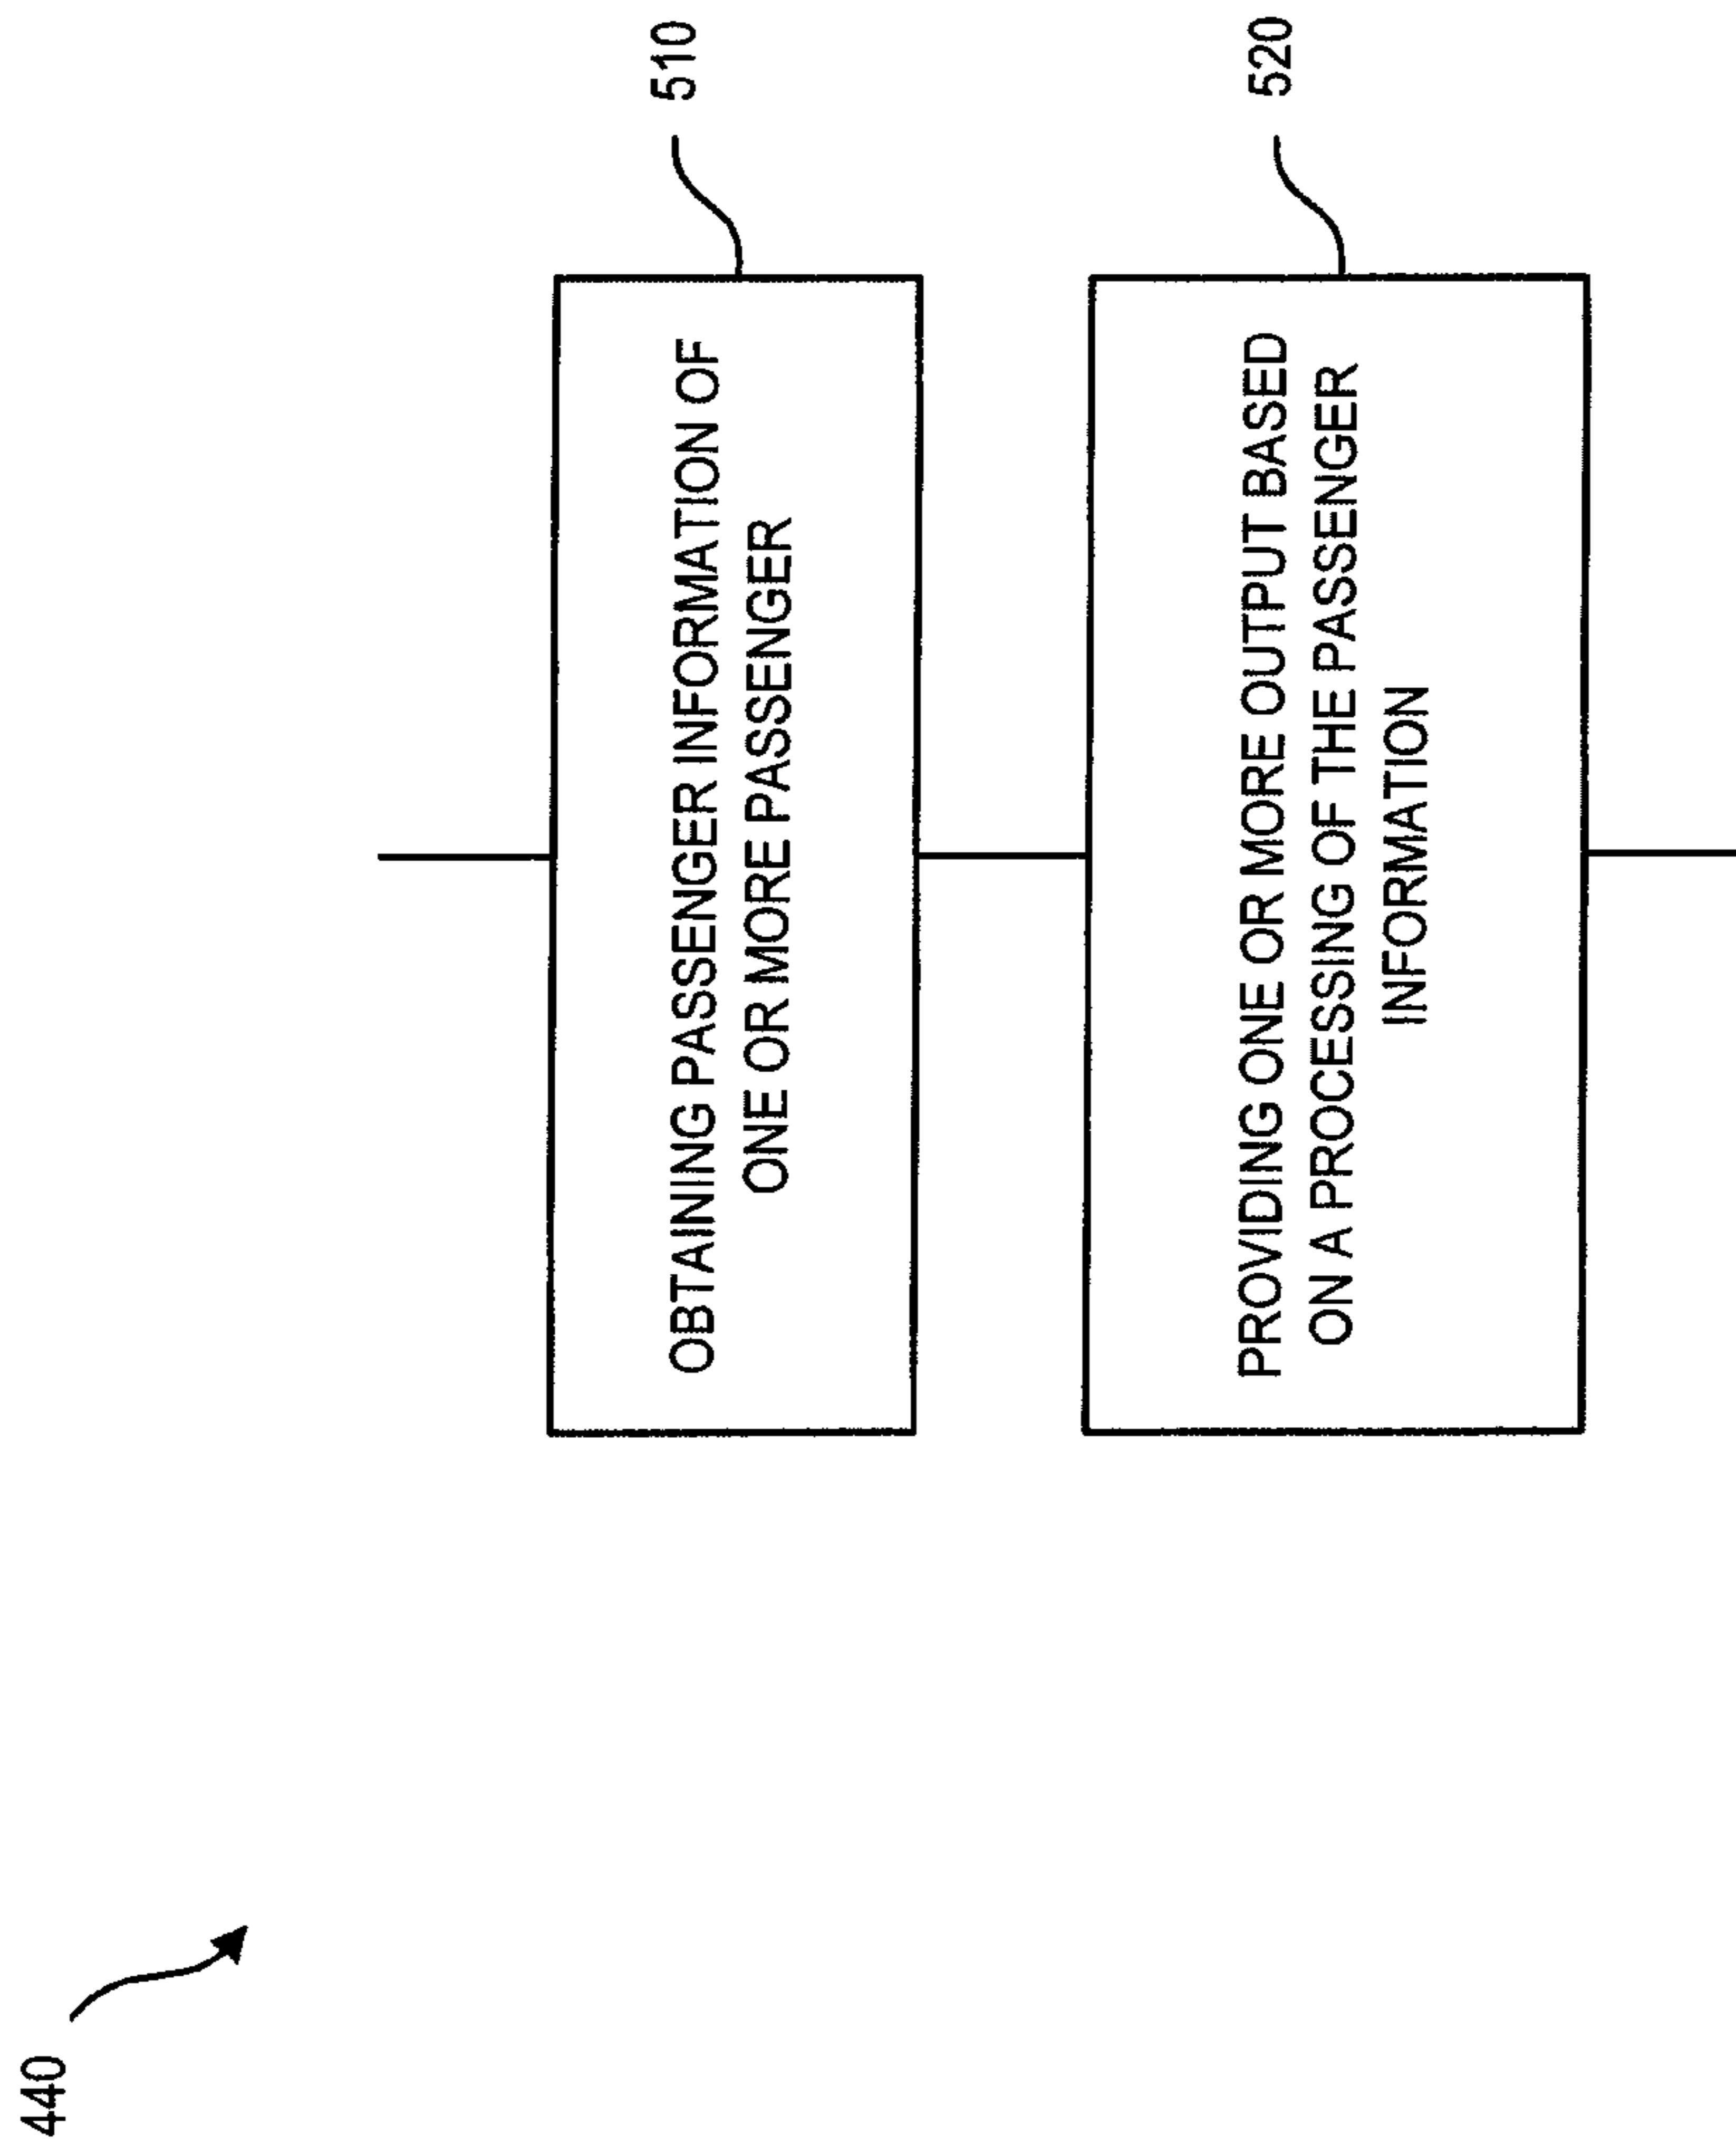 440
OBTAINING PASSENGER INFORMATION OF
ONE OR MORE PASSENGER
510
PROVIDING ONE OR MORE OUTPUT BASED
ON A PROCESSING OF THE PASSENGER
INFORMATION
520